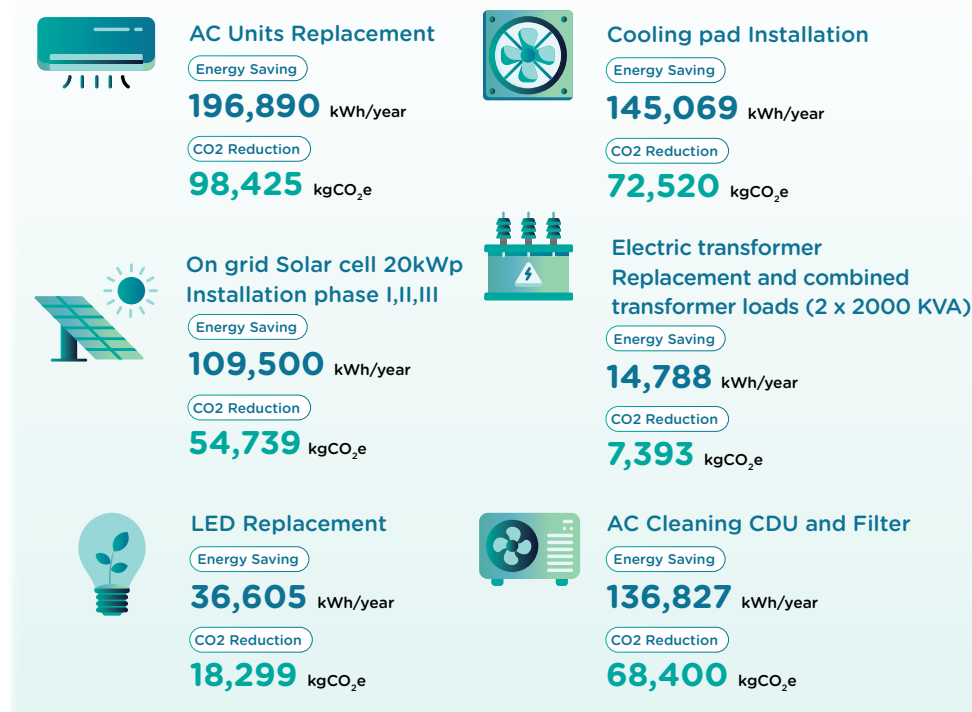 AC Units Replacement
Energy Saving
196,890 kWh/year
CO2 Reduction
98,425 kgCO₂e
Cooling pad Installation
Energy Saving
145,069 kWh/year
CO2 Reduction
72,520 kgCO₂e
On grid Solar cell 20kWp
Installation phase I,II,III
Energy Saving
109,500 kWh/year
CO2 Reduction
54,739 kgCO₂e
Electric transformer
Replacement and combined
transformer loads (2 x 2000 KVA)
Energy Saving
14,788 kWh/year
CO2 Reduction
7,393 kgCO₂e
LED Replacement
Energy Saving
36,605 kWh/year
CO2 Reduction
18,299 kgCO₂e
AC Cleaning CDU and Filter
Energy Saving
136,827 kWh/year
CO2 Reduction
68,400 kgCO₂e